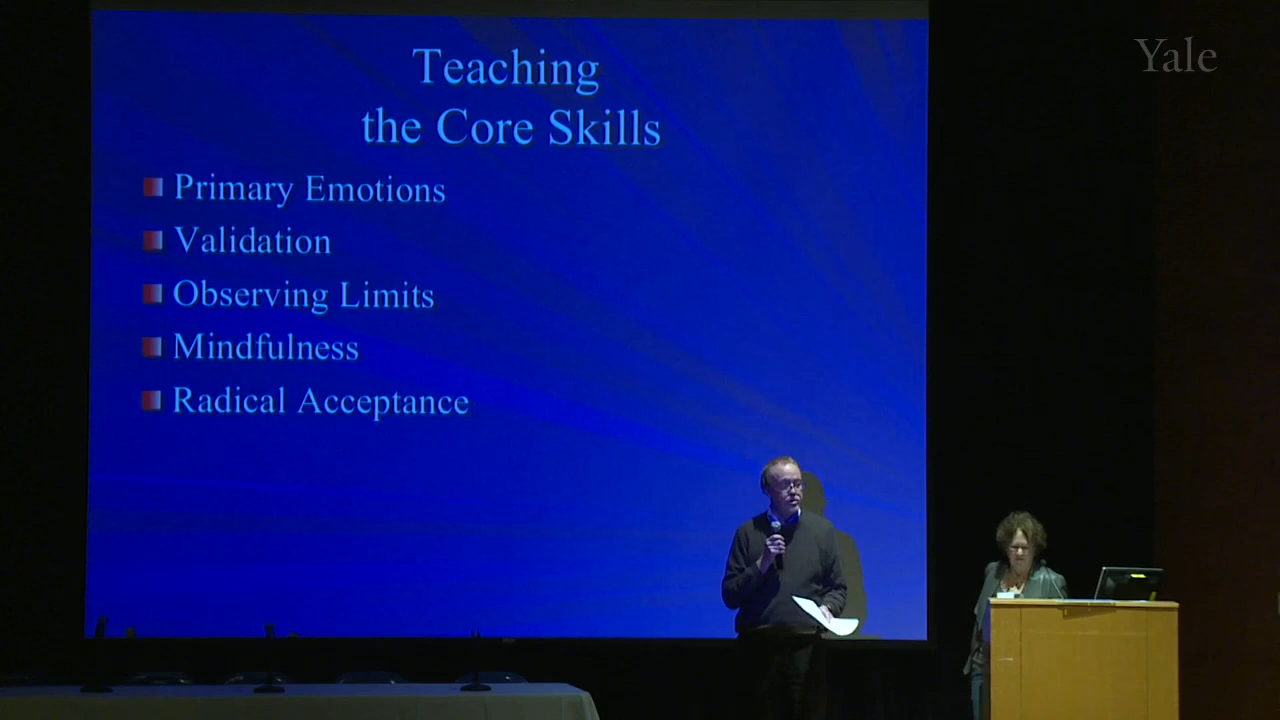 Yale
Teaching
the Core Skills
Primary Emotions
Validation
Observing Limits
Mindfulness
Radical Acceptance